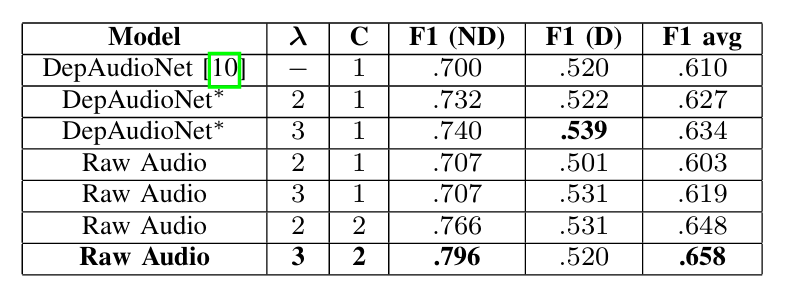 Model λ C F1 (ND) F1 (D) F1 avg
DepAudioNet [10] − 1 .700 .520 .610
DepAudioNet* 2 1 .732 .522 .627
DepAudioNet* 3 1 .740 .539 .634
Raw Audio 2 1 .707 .501 .603
Raw Audio 3 1 .707 .531 .619
Raw Audio 2 2 .766 .531 .648
Raw Audio 3 2 .796 .520 .658